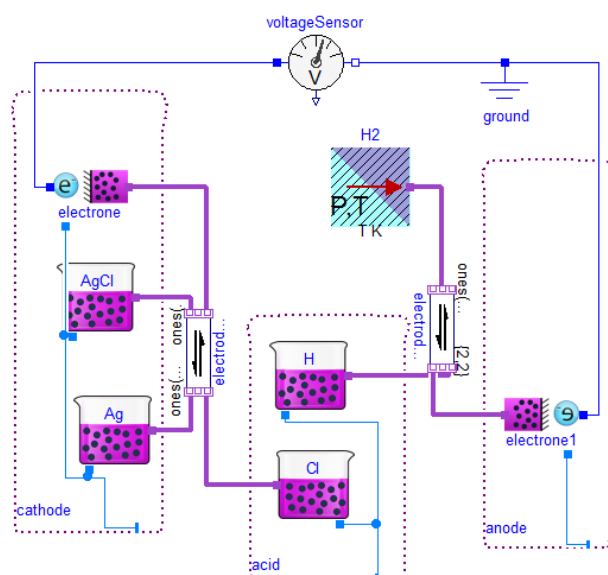 voltageSensor
V
ground
H2
P,T
T K
e⁻
electrone
AgCl
ones(...
ones(...
electrod...
Ag
cathode
H
Cl
acid
ones(...
electrod...
{2,2}
e⁻
electrone1
anode